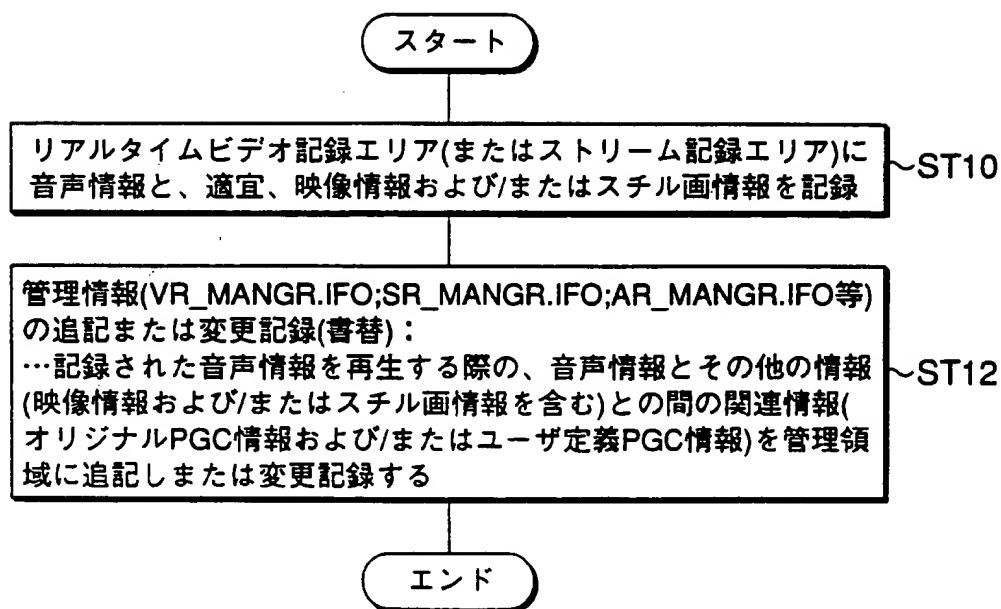 スタート
リアルタイムビデオ記録エリア(またはストリーム記録エリア)に
音声情報と、適宜、映像情報および/またはスチル画情報を記録
~ST10
管理情報(VR_MANGR.IFO;SR_MANGR.IFO;AR_MANGR.IFO等)
の追記または変更記録(書替)：
…記録された音声情報を再生する際の、音声情報とその他の情報
(映像情報および/またはスチル画情報を含む)との間の関連情報(
オリジナルPGC情報および/またはユーザ定義PGC情報)を管理領
域に追記しまたは変更記録する
~ST12
エンド